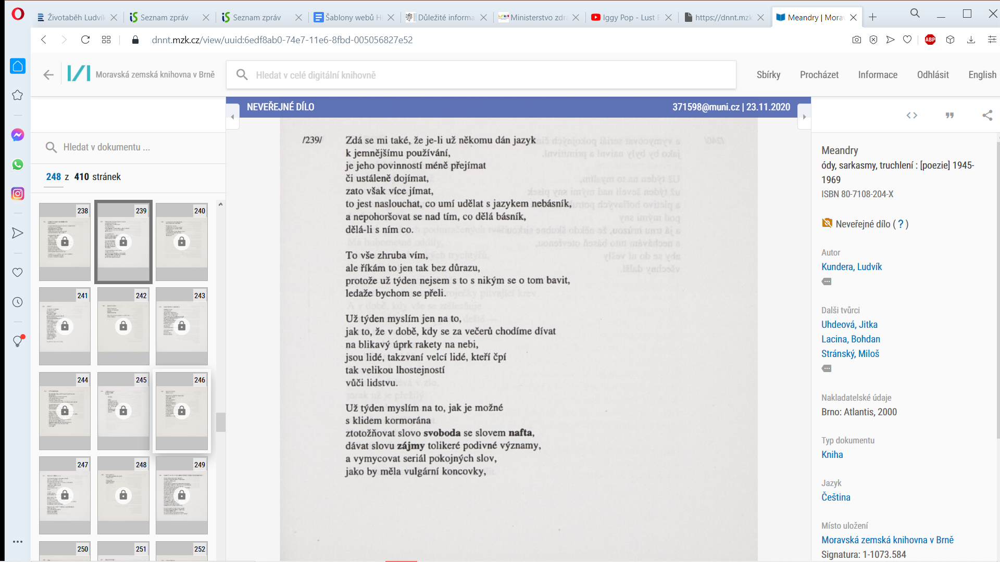 Životaběh Ludvík
Seznam zpráv
Seznam zpráv
Šablony webů H
Důležité informa
Ministerstvo zdra
Iggy Pop - Lust F
https://dnnt.mzk
Meandry | Mora
dnnt.mzk.cz/view/uuid:6edf8ab0-74e7-11e6-8fbd-005056827e52
ABP
Moravská zemská knihovna v Brně
Hledat v celé digitální knihovně
Sbírky
Procházet
Informace
Odhlásit
English
NEVEŘEJNÉ DÍLO
371598@muni.cz | 23.11.2020
Hledat v dokumentu ...
248 z 410 stránek
238
239
240
241
242
243
244
245
246
247
248
249
250
251
252
/239/
Zdá se mi také, že je-li už někomu dán jazyk
k jemnějšímu používání,
je jeho povinností méně přejímat
či ustáleně dojímat,
zato však více jímat,
to jest naslouchat, co umí udělat s jazykem nebásník,
a nepohoršovat se nad tím, co dělá básník,
dělá-li s ním co.
To vše zhruba vím,
ale říkám to jen tak bez důrazu,
protože už týden nejsem s to s nikým se o tom bavit,
ledaže bychom se přeli.
Už týden myslím jen na to,
jak to, že v době, kdy se za večerů chodíme dívat
na blikavý úprk rakety na nebi,
jsou lidé, takzvaní velcí lidé, kteří čpí
tak velikou lhostejností
vůči lidstvu.
Už týden myslím na to, jak je možné
s klidem kormorána
ztotožňovat slovo svoboda se slovem nafta,
dávat slovu zájmy tolikeré podivné významy,
a vymycovat seriál pokojných slov,
jako by měla vulgární koncovky,
Meandry
ódy, sarkasmy, truchlení : [poezie] 1945-
1969
ISBN 80-7108-204-X
Neveřejné dílo ( ? )
Autor
Kundera, Ludvík
Další tvůrci
Uhdeová, Jitka
Lacina, Bohdan
Stránský, Miloš
Nakladatelské údaje
Brno: Atlantis, 2000
Typ dokumentu
Kniha
Jazyk
Čeština
Místo uložení
Moravská zemská knihovna v Brně
Signatura: 1-1073.584